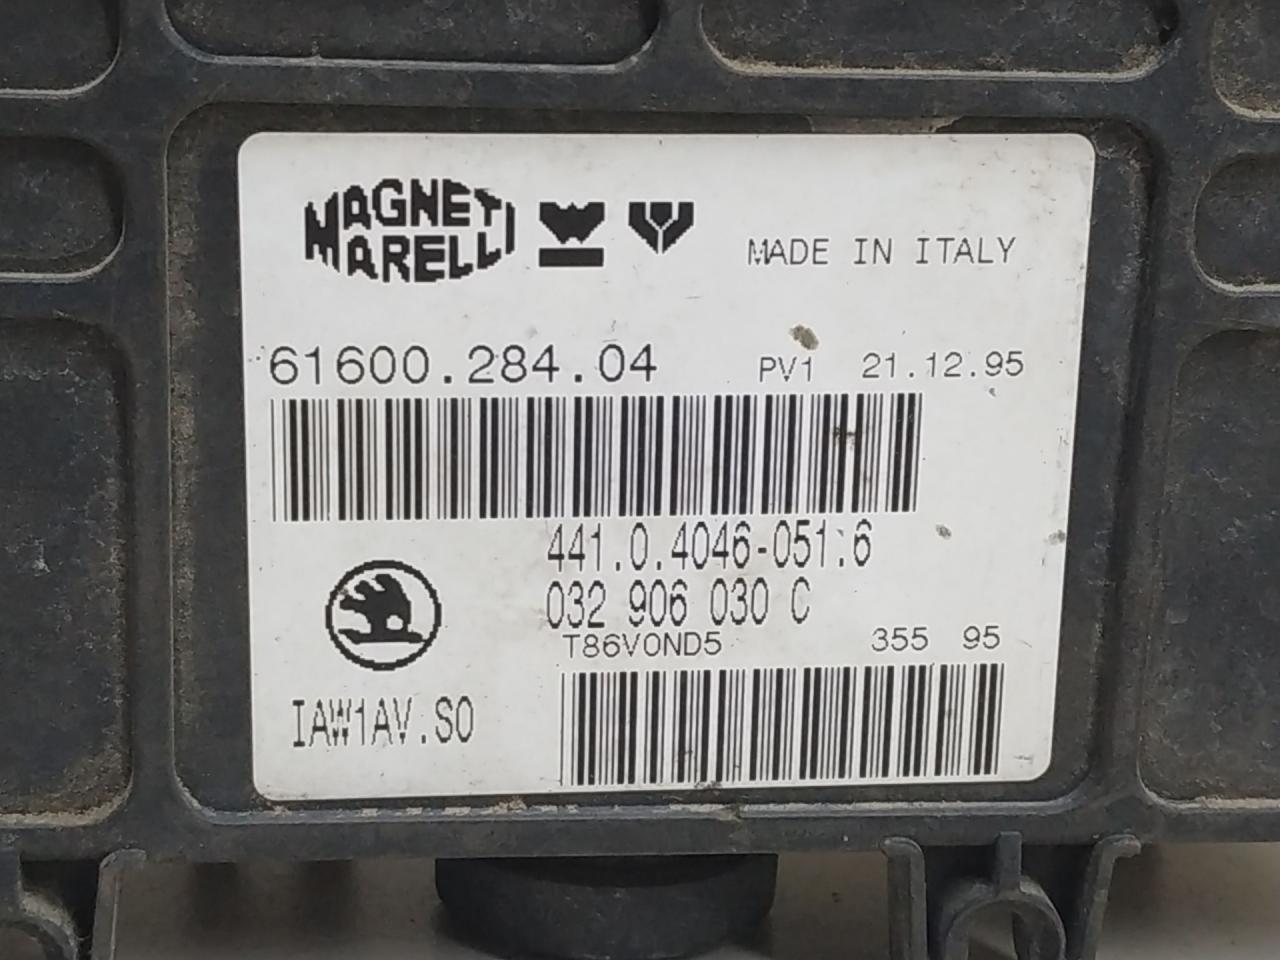 MAGNETI
MARELLI
MADE IN ITALY
61600.284.04 PV1 21.12.95
441.0.4046-051:6
032 906 030 C
T86V0ND5 355 95
IAW1AV.S0